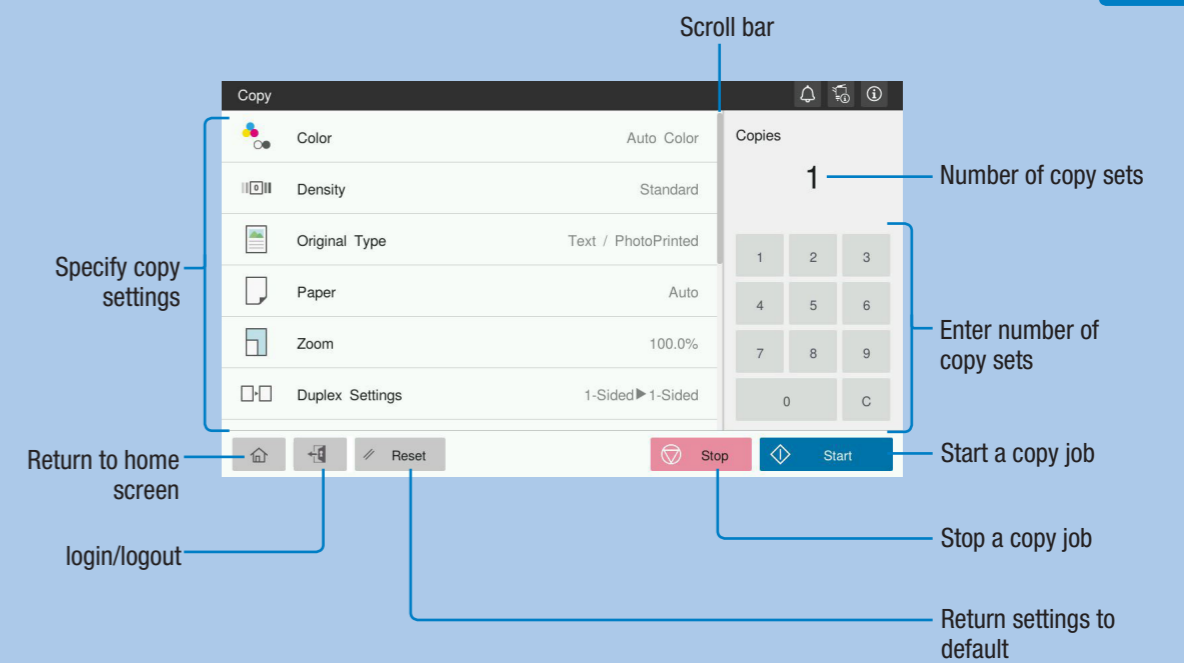 Scroll bar
Copy
Color Auto Color
Density Standard
Original Type Text / PhotoPrinted
Paper Auto
Zoom 100.0%
Duplex Settings 1-Sided▶1-Sided
Copies
1
1 2 3
4 5 6
7 8 9
0 C
Reset
Stop
Start
Specify copy
settings
Return to home
screen
login/logout
Number of copy sets
Enter number of
copy sets
Start a copy job
Stop a copy job
Return settings to
default